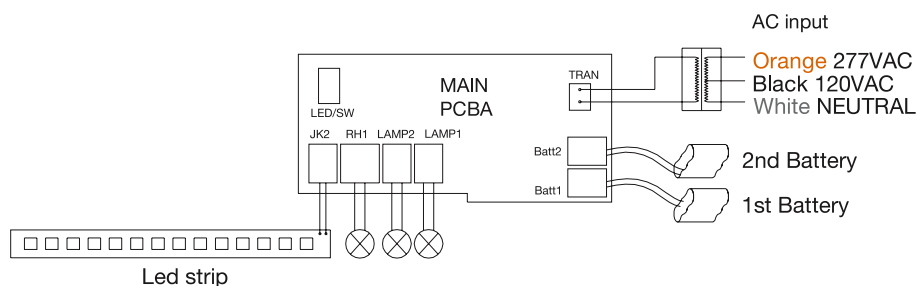 AC input
Orange 277VAC
Black 120VAC
White NEUTRAL
TRAN
MAIN
PCBA
LED/SW
JK2 RH1 LAMP2 LAMP1
Batt2
2nd Battery
Batt1
1st Battery
Led strip